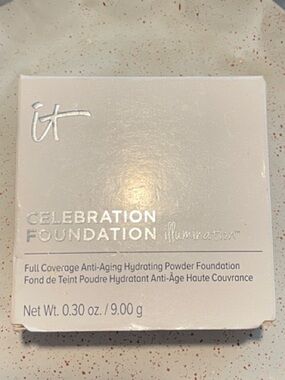 it
CELEBRATION
FOUNDATION illumination™
Full Coverage Anti-Aging Hydrating Powder Foundation
Fond de Teint Poudre Hydratant Anti-Âge Haute Couvrance
Net Wt. 0.30 oz. / 9.00 g